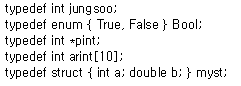 typedef int jungsoo;
typedef enum { True, False } Bool;
typedef int *pint;
typedef int arint[10];
typedef struct { int a; double b; } myst;